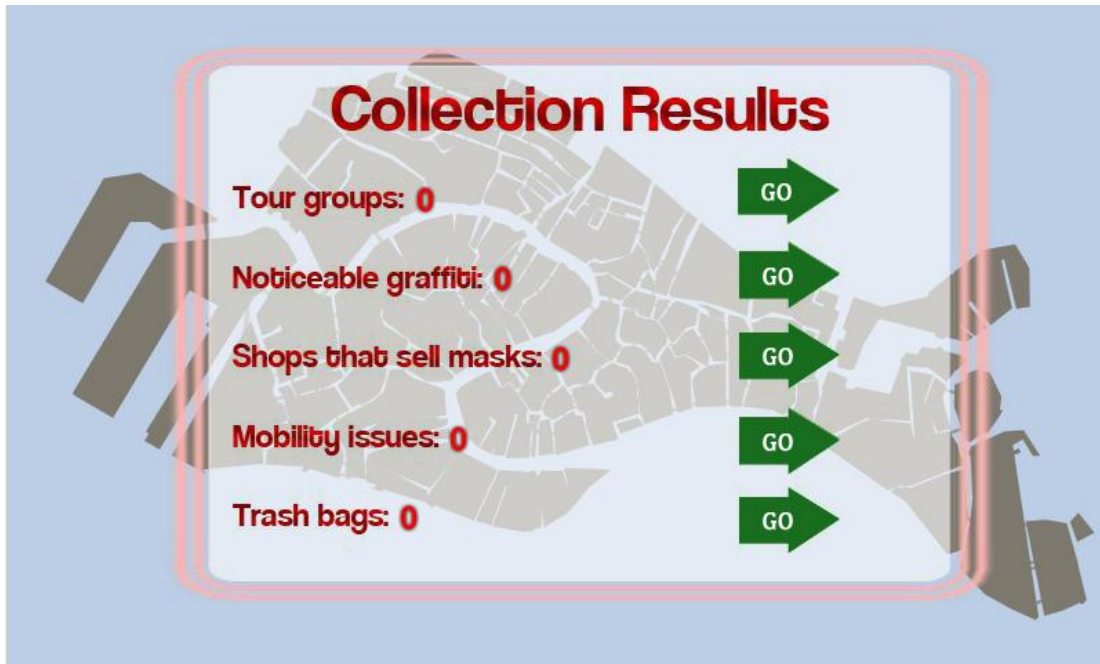 Collection Results
Tour groups: 0 GO
Noticeable graffiti: 0 GO
Shops that sell masks: 0 GO
Mobility issues: 0 GO
Trash bags: 0 GO